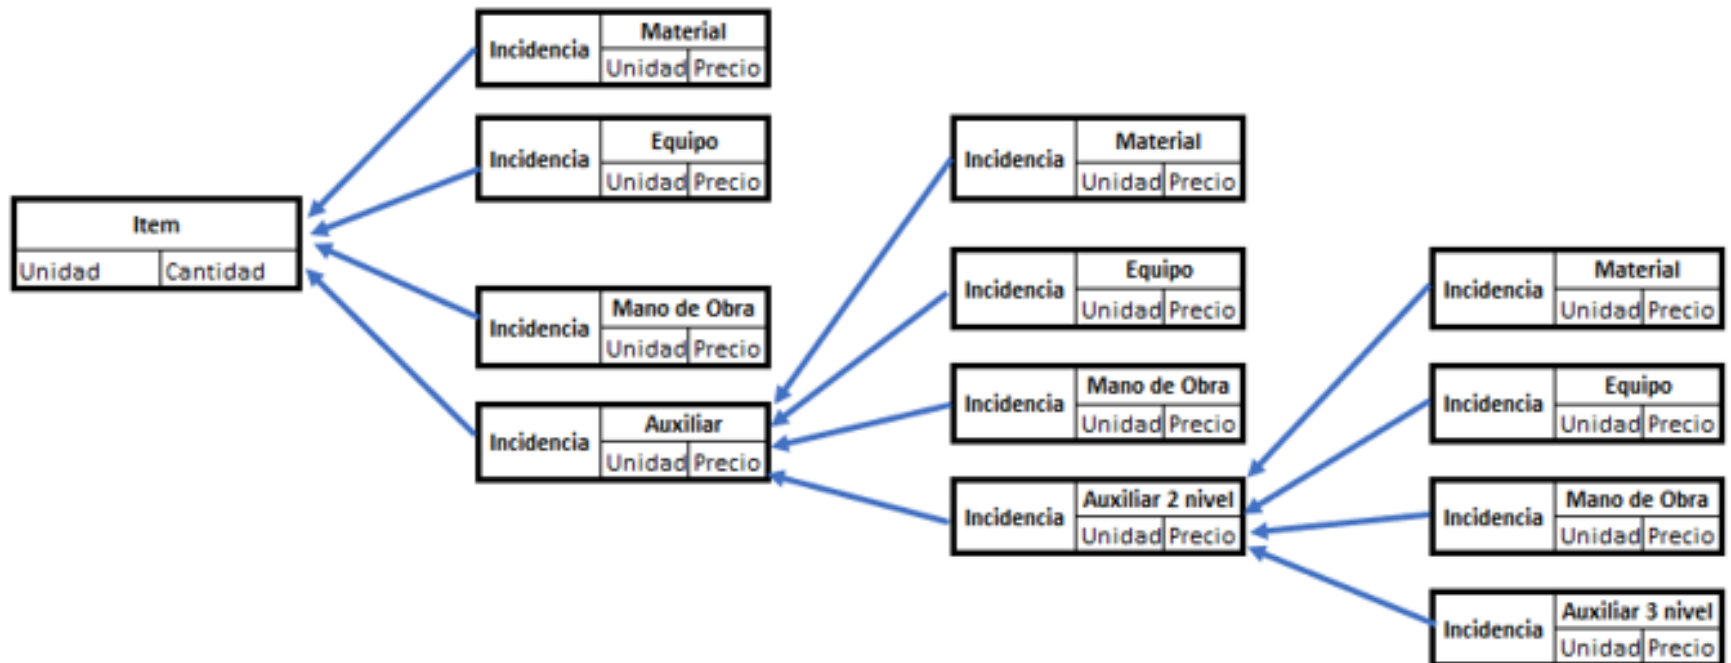 Item
Unidad Cantidad
Incidencia Material
Unidad Precio
Incidencia Equipo
Unidad Precio
Incidencia Mano de Obra
Unidad Precio
Incidencia Auxiliar
Unidad Precio
Incidencia Material
Unidad Precio
Incidencia Equipo
Unidad Precio
Incidencia Mano de Obra
Unidad Precio
Incidencia Auxiliar 2 nivel
Unidad Precio
Incidencia Material
Unidad Precio
Incidencia Equipo
Unidad Precio
Incidencia Mano de Obra
Unidad Precio
Incidencia Auxiliar 3 nivel
Unidad Precio